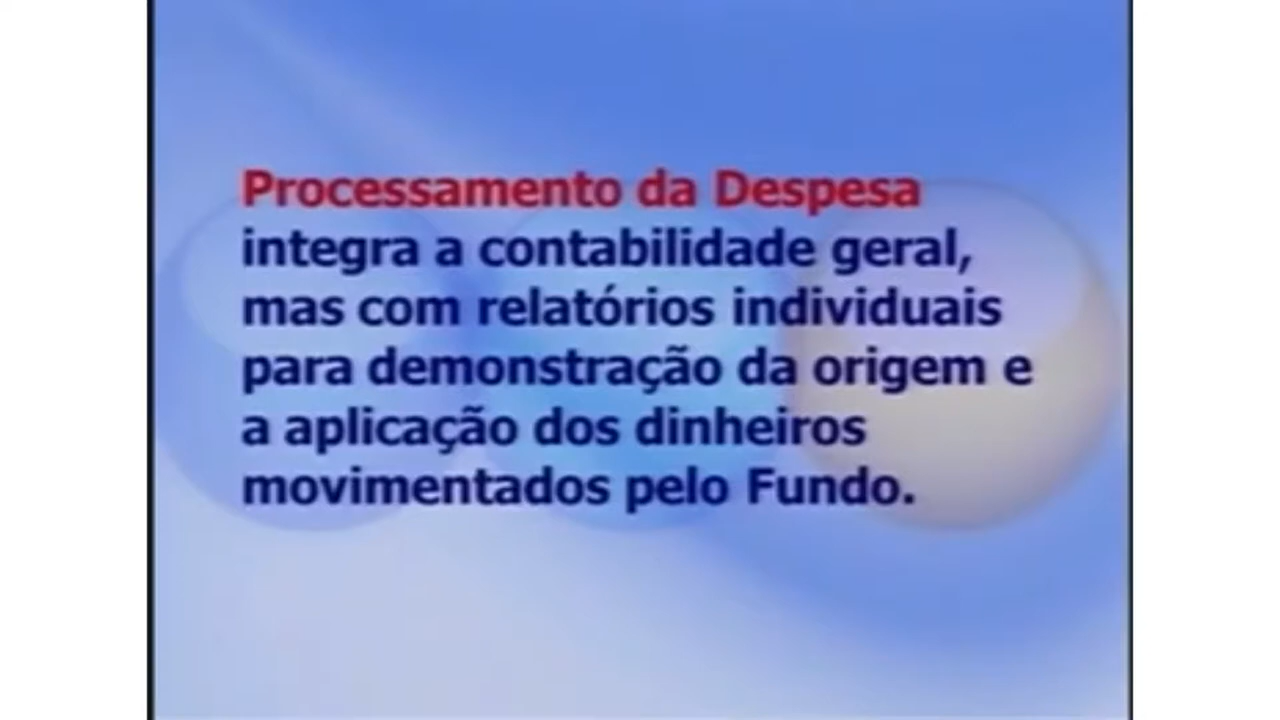 Processamento da Despesa
integra a contabilidade geral,
mas com relatórios individuais
para demonstração da origem e
a aplicação dos dinheiros
movimentados pelo Fundo.